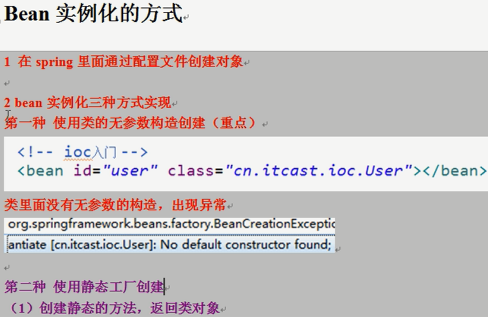 Bean 实例化的方式
1 在 spring 里面通过配置文件创建对象
2 bean 实例化三种方式实现
第一种 使用类的无参数构造创建（重点）
<!-- ioc入门 -->
<bean id="user" class="cn.itcast.ioc.User"></bean>
类里面没有无参数的构造，出现异常
org.springframework.beans.factory.BeanCreationExceptio
antiate [cn.itcast.ioc.User]: No default constructor found;
第二种 使用静态工厂创建
（1）创建静态的方法，返回类对象